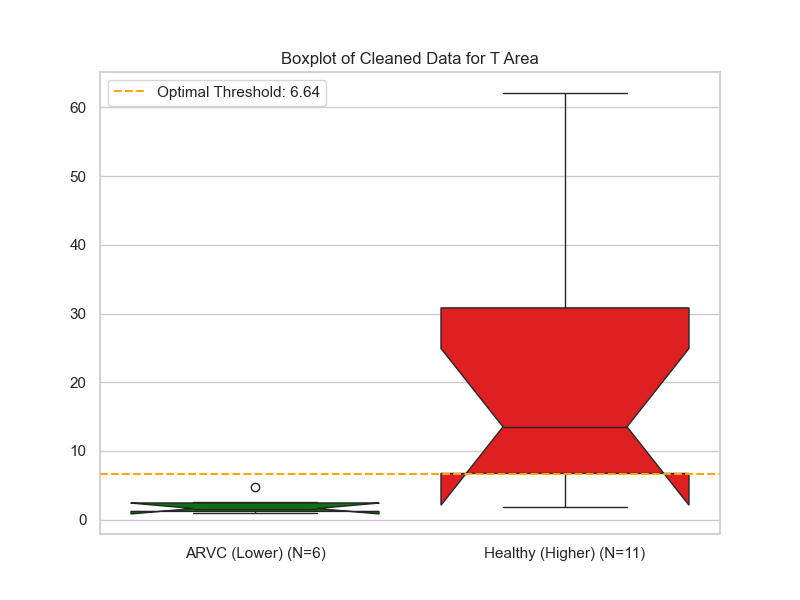 Boxplot of Cleaned Data for T Area
Optimal Threshold: 6.64
60
50
40
30
20
10
0
ARVC (Lower) (N=6)
Healthy (Higher) (N=11)